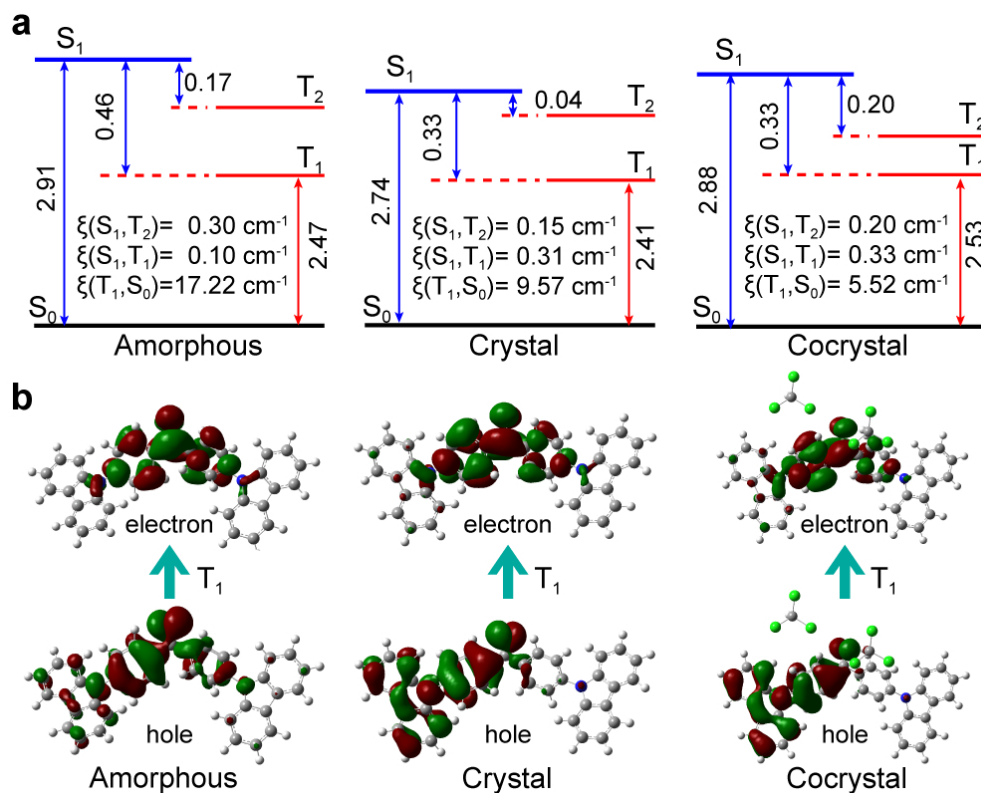 a
S1
0.17
T2
0.46
T1
2.91
2.47
ξ(S1,T2)= 0.30 cm-1
ξ(S1,T1)= 0.10 cm-1
ξ(T1,S0)=17.22 cm-1
S0
Amorphous
S1
0.04
T2
0.33
T1
2.74
2.41
ξ(S1,T2)= 0.15 cm-1
ξ(S1,T1)= 0.31 cm-1
ξ(T1,S0)= 9.57 cm-1
S0
Crystal
S1
0.20
T2
0.33
T1
2.88
2.53
ξ(S1,T2)= 0.20 cm-1
ξ(S1,T1)= 0.33 cm-1
ξ(T1,S0)= 5.52 cm-1
S0
Cocrystal
b
electron
T1
hole
Amorphous
electron
T1
hole
Crystal
electron
T1
hole
Cocrystal